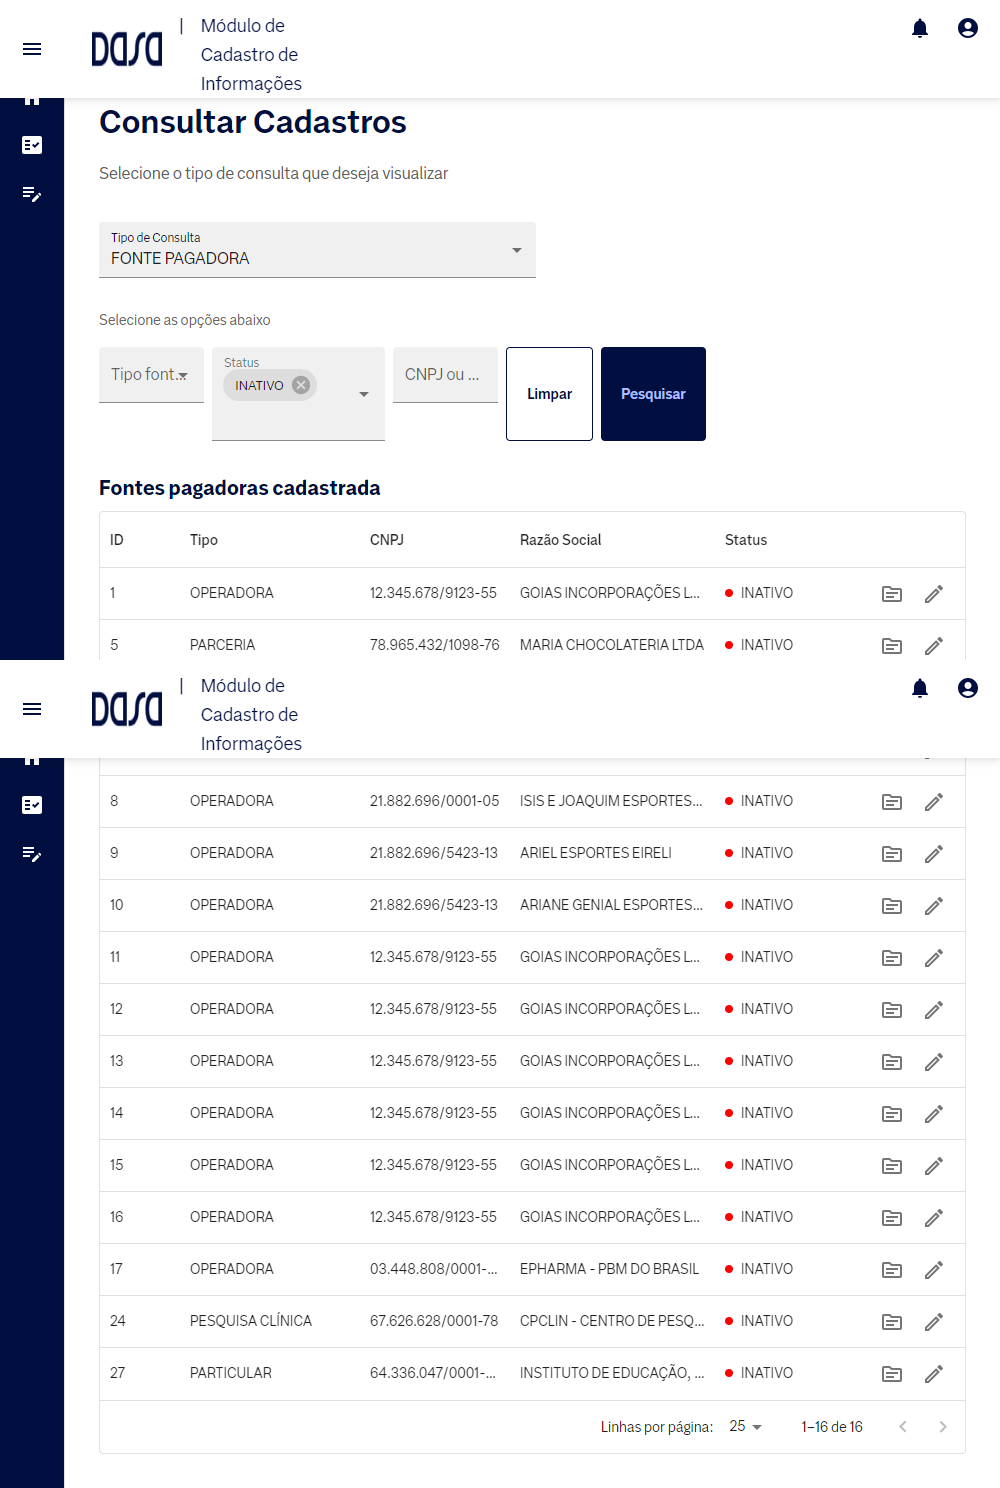 DASA | Módulo de
Cadastro de
Informações
Consultar Cadastros
Selecione o tipo de consulta que deseja visualizar
Tipo de Consulta
FONTE PAGADORA
Selecione as opções abaixo
Tipo font... Status INATIVO CNPJ ou ... Limpar Pesquisar
Fontes pagadoras cadastrada
ID Tipo CNPJ Razão Social Status
1 OPERADORA 12.345.678/9123-55 GOIAS INCORPORAÇÕES L... INATIVO
5 PARCERIA 78.965.432/1098-76 MARIA CHOCOLATERIA LTDA INATIVO
DASA | Módulo de
Cadastro de
Informações
8 OPERADORA 21.882.696/0001-05 ISIS E JOAQUIM ESPORTES... INATIVO
9 OPERADORA 21.882.696/5423-13 ARIEL ESPORTES EIRELI INATIVO
10 OPERADORA 21.882.696/5423-13 ARIANE GENIAL ESPORTES... INATIVO
11 OPERADORA 12.345.678/9123-55 GOIAS INCORPORAÇÕES L... INATIVO
12 OPERADORA 12.345.678/9123-55 GOIAS INCORPORAÇÕES L... INATIVO
13 OPERADORA 12.345.678/9123-55 GOIAS INCORPORAÇÕES L... INATIVO
14 OPERADORA 12.345.678/9123-55 GOIAS INCORPORAÇÕES L... INATIVO
15 OPERADORA 12.345.678/9123-55 GOIAS INCORPORAÇÕES L... INATIVO
16 OPERADORA 12.345.678/9123-55 GOIAS INCORPORAÇÕES L... INATIVO
17 OPERADORA 03.448.808/0001-... EPHARMA - PBM DO BRASIL INATIVO
24 PESQUISA CLÍNICA 67.626.628/0001-78 CPCLIN - CENTRO DE PESQ... INATIVO
27 PARTICULAR 64.336.047/0001-... INSTITUTO DE EDUCAÇÃO, ... INATIVO
Linhas por página: 25 1–16 de 16